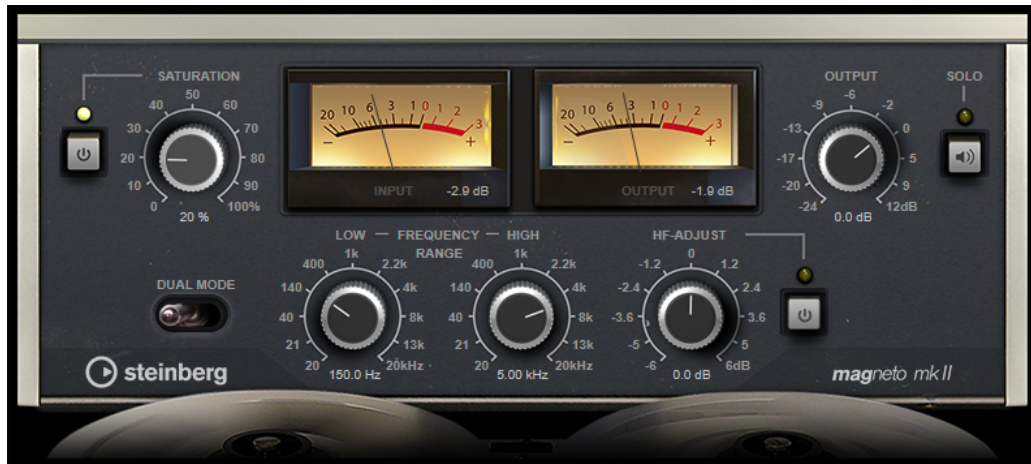 SATURATION
0 10 20 30 40 50 60 70 80 90 100%
20 %
20 10 6 3 1 0 1 2 3
- +
INPUT -2.9 dB
20 10 6 3 1 0 1 2 3
- +
OUTPUT -1.9 dB
OUTPUT
-24 -20 -17 -13 -9 -6 -2 0 5 9 12dB
0.0 dB
SOLO
DUAL MODE
LOW — FREQUENCY RANGE — HIGH
20 21 40 140 400 1k 2.2k 4k 8k 13k 20kHz
150.0 Hz
20 21 40 140 400 1k 2.2k 4k 8k 13k 20kHz
5.00 kHz
HF-ADJUST
-6 -5 -3.6 -2.4 -1.2 0 1.2 2.4 3.6 5 6dB
0.0 dB
steinberg
magneto mkII